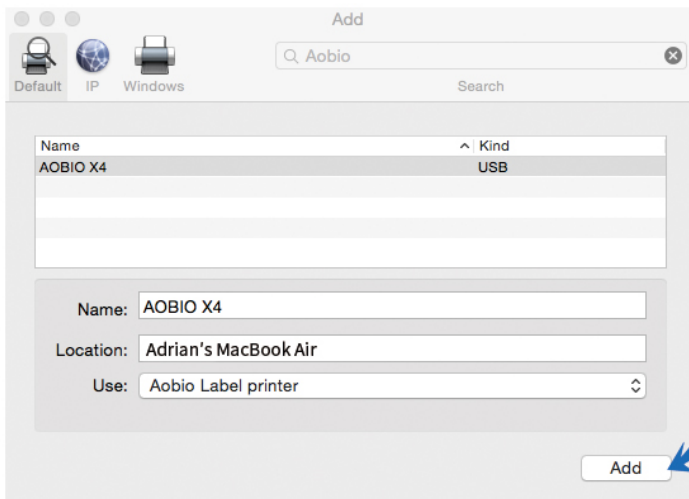 Add
Aobio
Default IP Windows Search
Name Kind
AOBIO X4 USB
Name: AOBIO X4
Location: Adrian's MacBook Air
Use: Aobio Label printer
Add